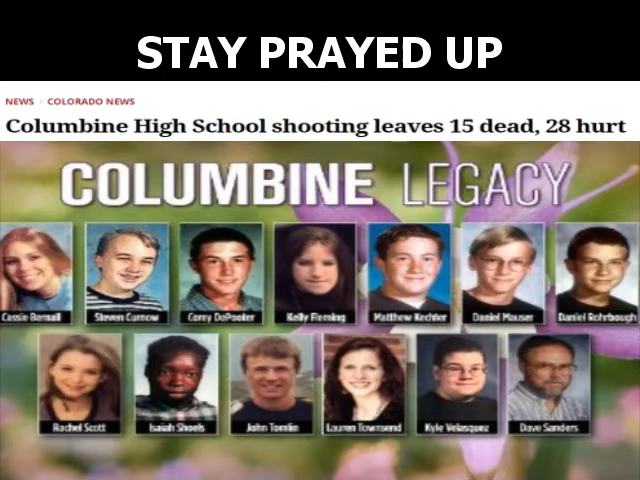 STAY PRAYED UP
NEWS › COLORADO NEWS
Columbine High School shooting leaves 15 dead, 28 hurt
COLUMBINE LEGACY
Cassie Bernall Steven Curnow Corey DePooter Kelly Fleming Matthew Kechter Daniel Mauser Daniel Rohrbough
Rachel Scott Isaiah Shoels John Tomlin Lauren Townsend Kyle Velasquez Dave Sanders